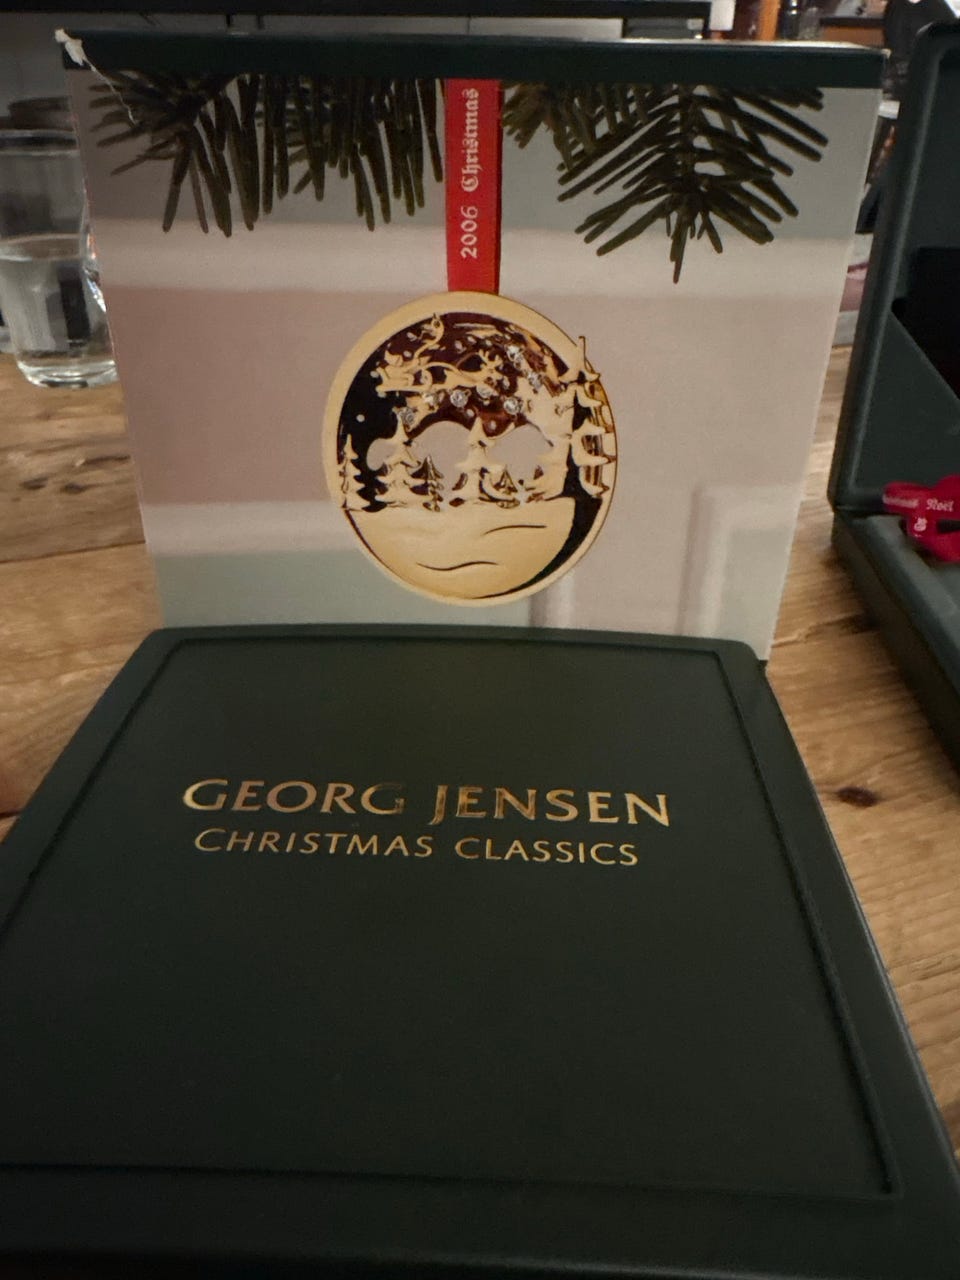 2006 Christmas
GEORG JENSEN
CHRISTMAS CLASSICS
Noël